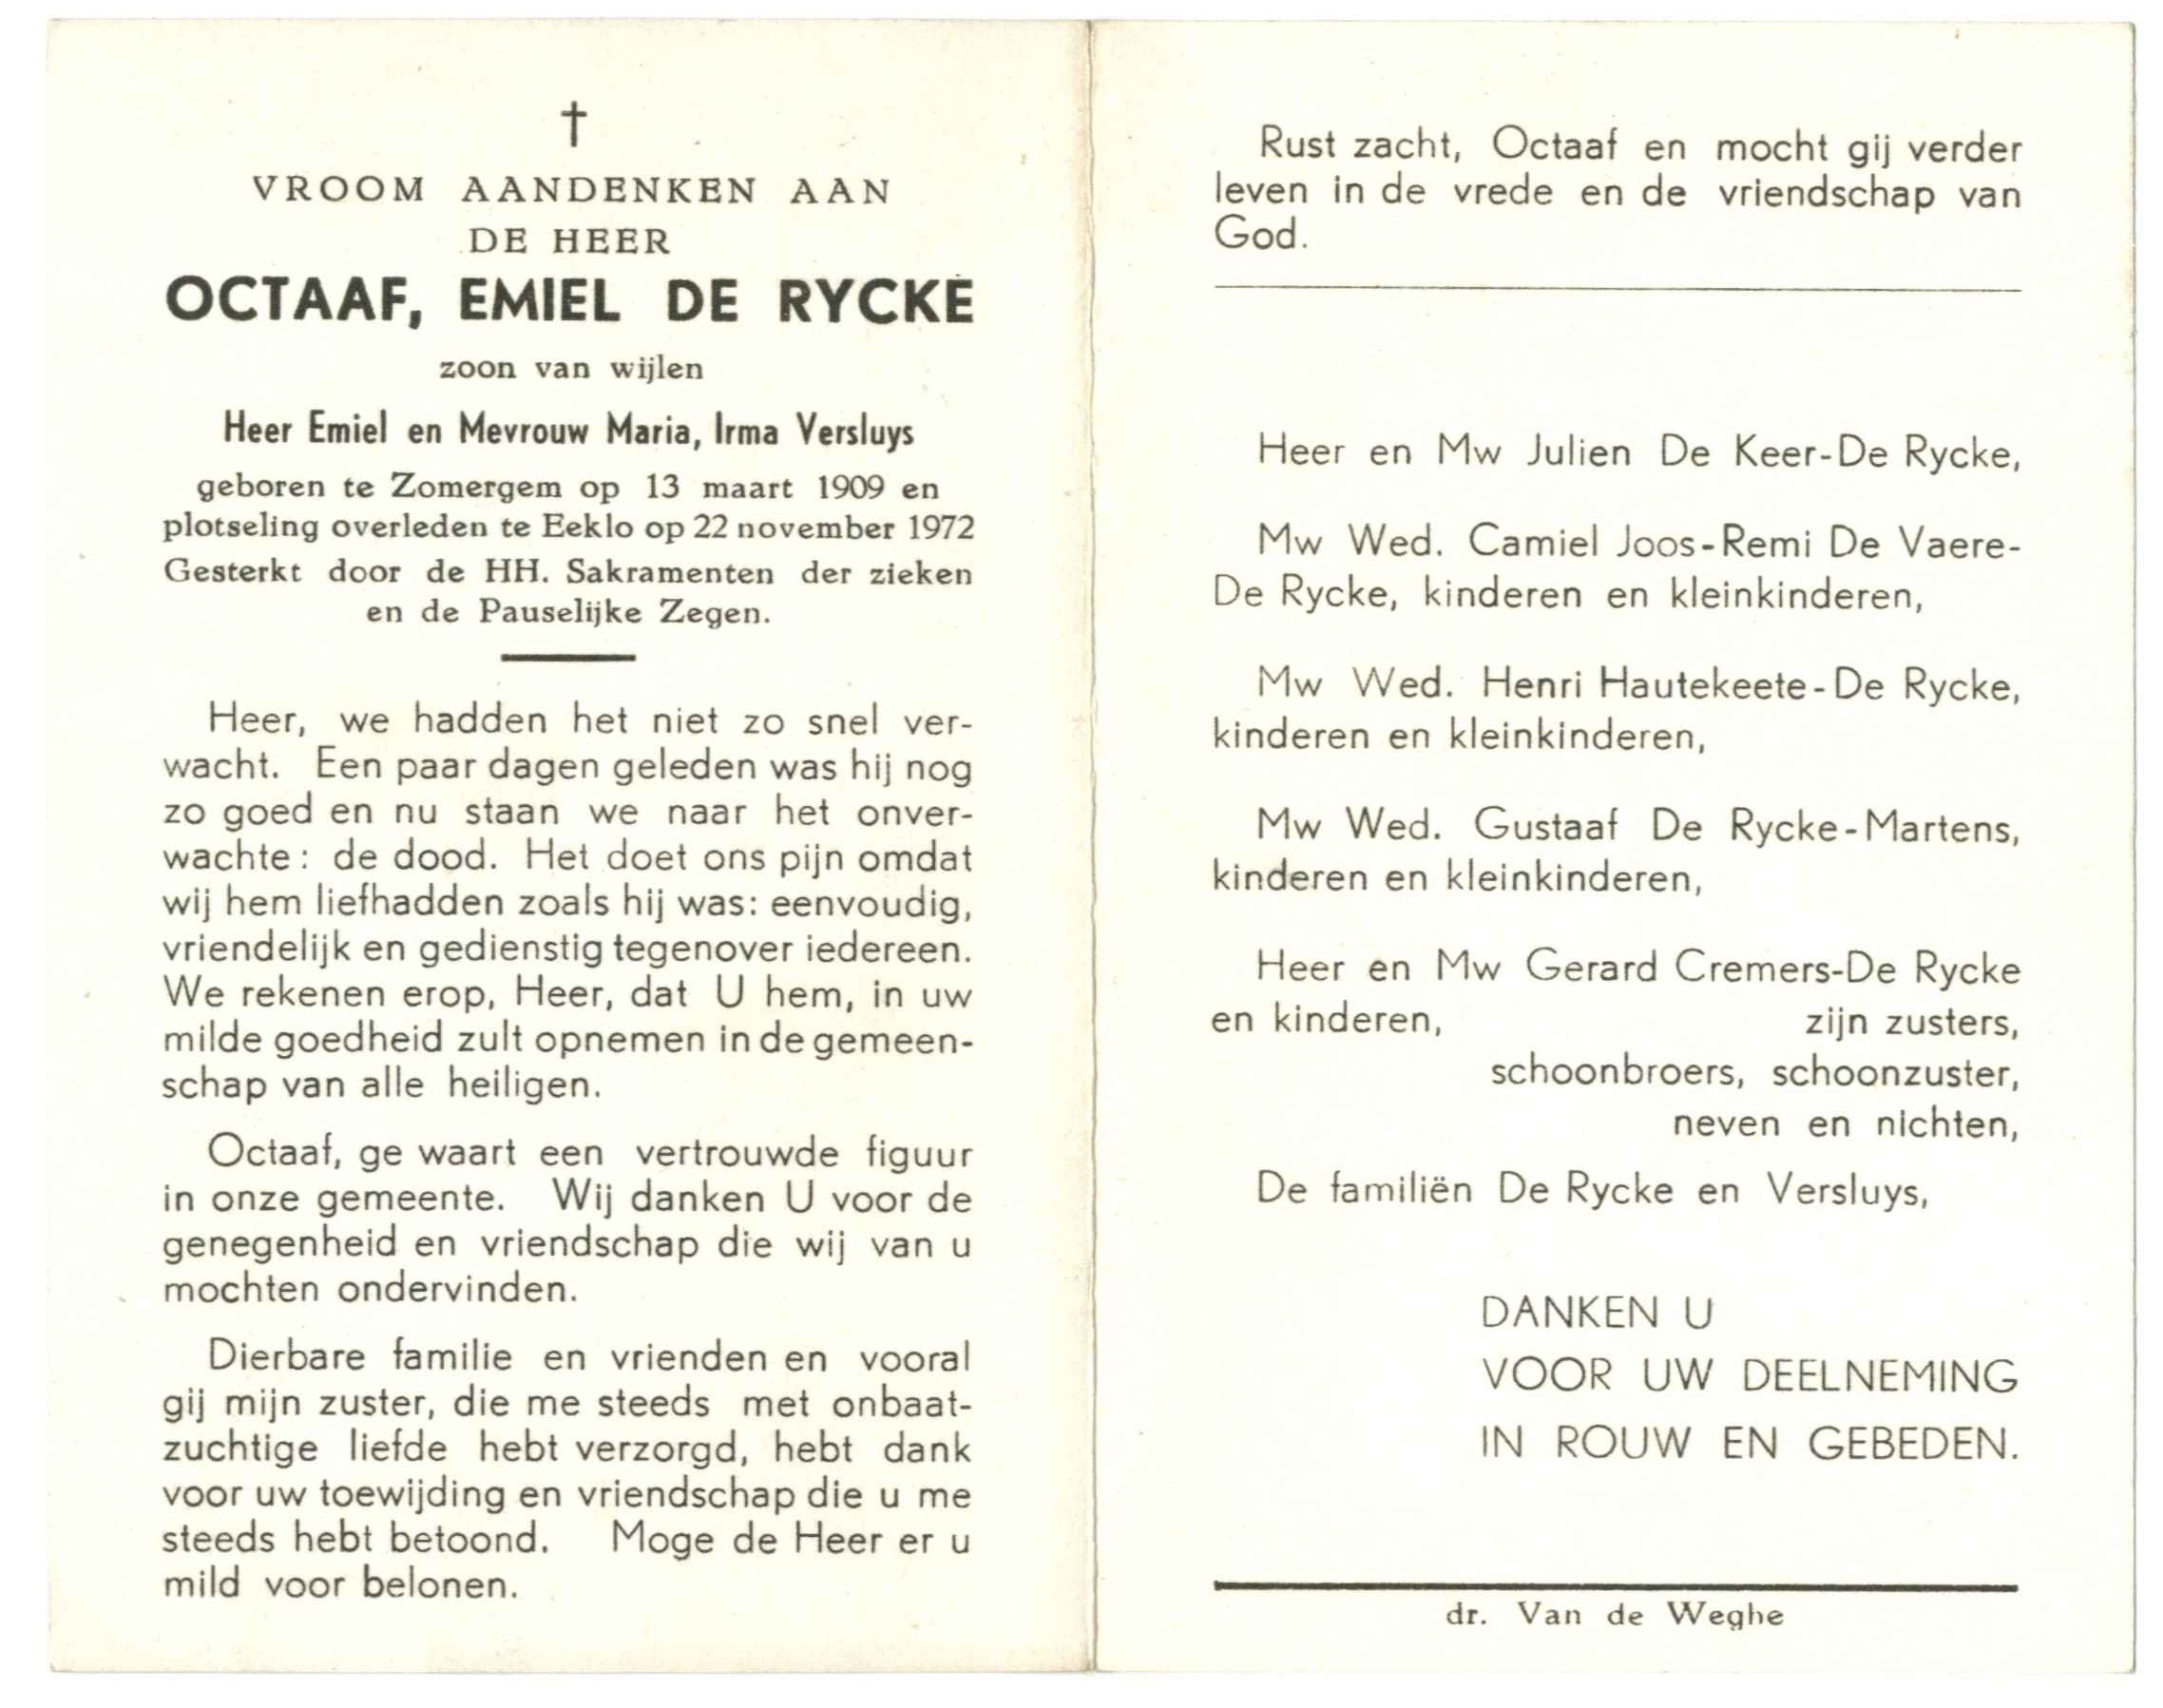 †
VROOM AANDENKEN AAN
DE HEER
OCTAAF, EMIEL DE RYCKE
zoon van wijlen
Heer Emiel en Mevrouw Maria, Irma Versluys
geboren te Zomergem op 13 maart 1909 en
plotseling overleden te Eeklo op 22 november 1972
Gesterkt door de HH. Sakramenten der zieken
en de Pauselijke Zegen.
Heer, we hadden het niet zo snel ver-
wacht. Een paar dagen geleden was hij nog
zo goed en nu staan we naar het onver-
wachte : de dood. Het doet ons pijn omdat
wij hem liefhadden zoals hij was: eenvoudig,
vriendelijk en gedienstig tegenover iedereen.
We rekenen erop, Heer, dat U hem, in uw
milde goedheid zult opnemen in de gemeen-
schap van alle heiligen.
Octaaf, ge waart een vertrouwde figuur
in onze gemeente. Wij danken U voor de
genegenheid en vriendschap die wij van u
mochten ondervinden.
Dierbare familie en vrienden en vooral
gij mijn zuster, die me steeds met onbaat-
zuchtige liefde hebt verzorgd, hebt dank
voor uw toewijding en vriendschap die u me
steeds hebt betoond. Moge de Heer er u
mild voor belonen.
Rust zacht, Octaaf en mocht gij verder
leven in de vrede en de vriendschap van
God.
Heer en Mw Julien De Keer-De Rycke,
Mw Wed. Camiel Joos-Remi De Vaere-
De Rycke, kinderen en kleinkinderen,
Mw Wed. Henri Hautekeete-De Rycke,
kinderen en kleinkinderen,
Mw Wed. Gustaaf De Rycke-Martens,
kinderen en kleinkinderen,
Heer en Mw Gerard Cremers-De Rycke
en kinderen, zijn zusters,
schoonbroers, schoonzuster,
neven en nichten,
De familiën De Rycke en Versluys,
DANKEN U
VOOR UW DEELNEMING
IN ROUW EN GEBEDEN.
dr. Van de Weghe